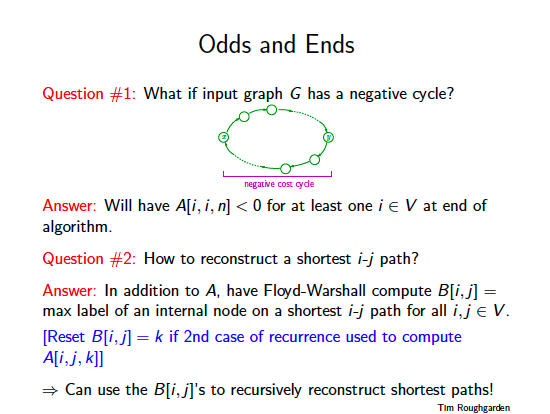 Odds and Ends
Question #1: What if input graph G has a negative cycle?
x
y
negative cost cycle
Answer: Will have A[i, i, n] < 0 for at least one i ∈ V at end of
algorithm.
Question #2: How to reconstruct a shortest i-j path?
Answer: In addition to A, have Floyd-Warshall compute B[i, j] =
max label of an internal node on a shortest i-j path for all i, j ∈ V.
[Reset B[i, j] = k if 2nd case of recurrence used to compute
A[i, j, k]]
⇒ Can use the B[i, j]'s to recursively reconstruct shortest paths!
Tim Roughgarden